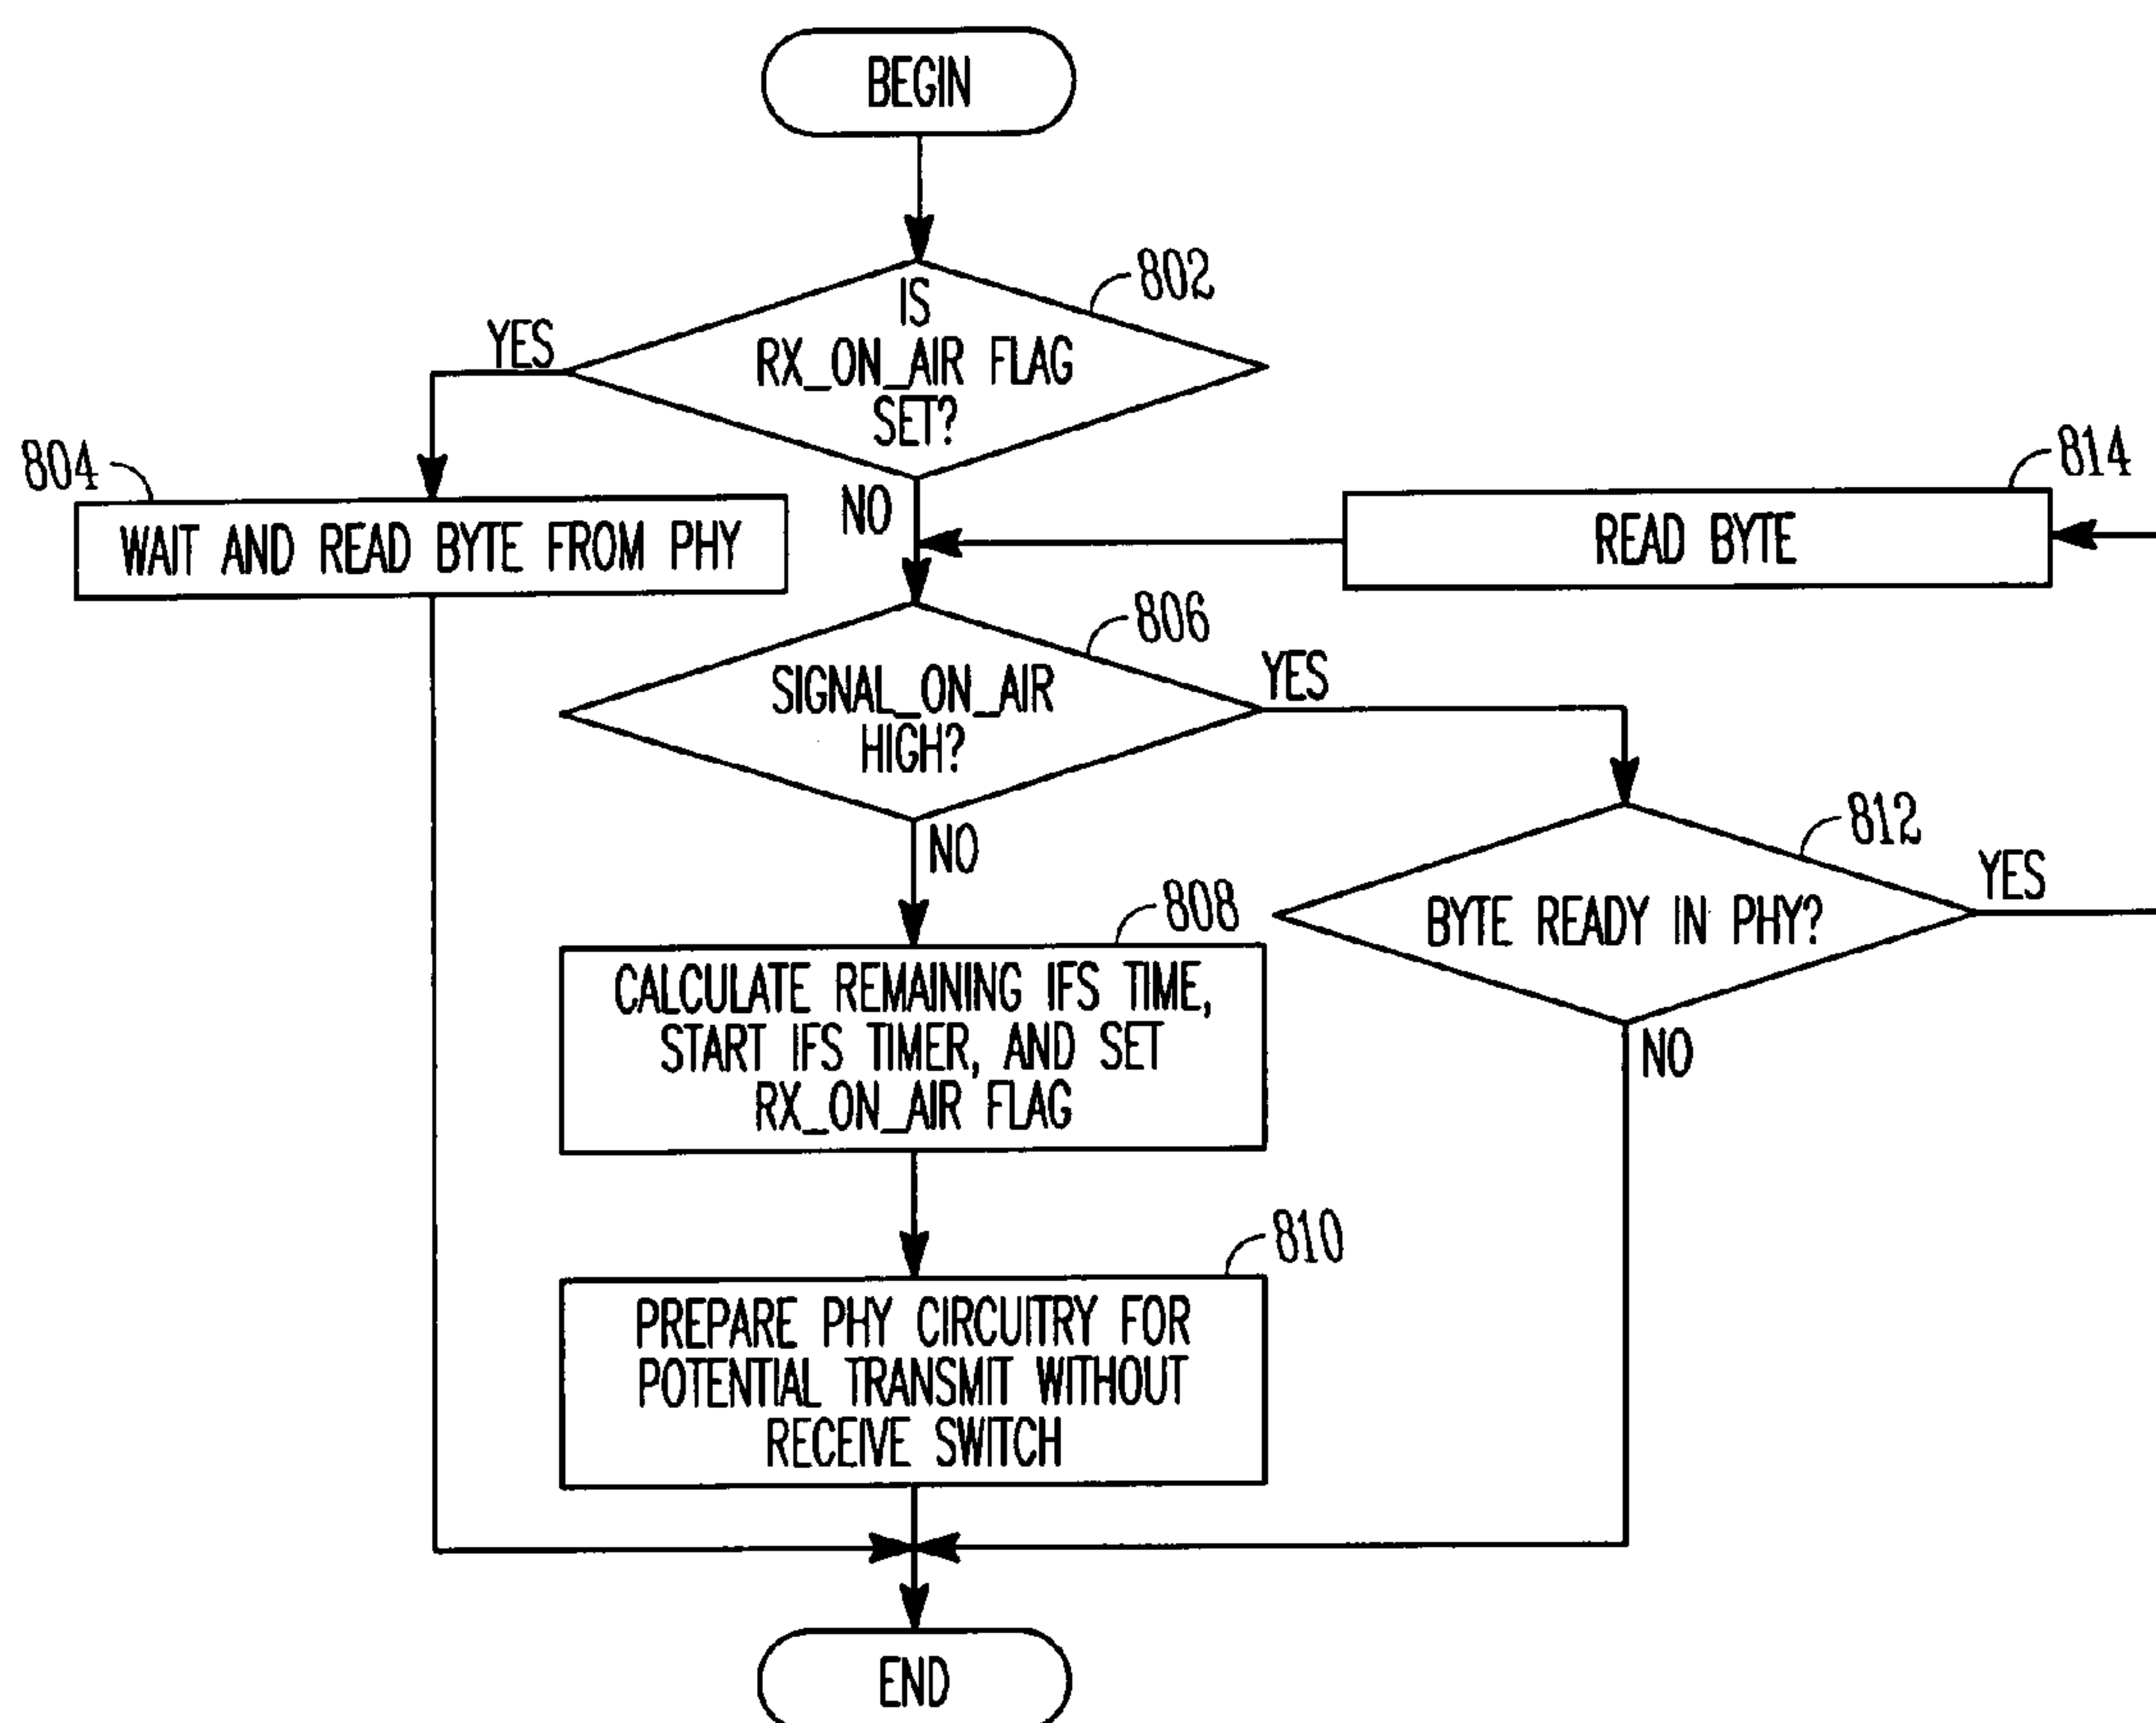 BEGIN
802
IS
RX_ON_AIR FLAG
SET?
YES
NO
804
WAIT AND READ BYTE FROM PHY
814
READ BYTE
806
SIGNAL_ON_AIR
HIGH?
YES
NO
812
BYTE READY IN PHY?
YES
NO
808
CALCULATE REMAINING IFS TIME,
START IFS TIMER, AND SET
RX_ON_AIR FLAG
810
PREPARE PHY CIRCUITRY FOR
POTENTIAL TRANSMIT WITHOUT
RECEIVE SWITCH
END